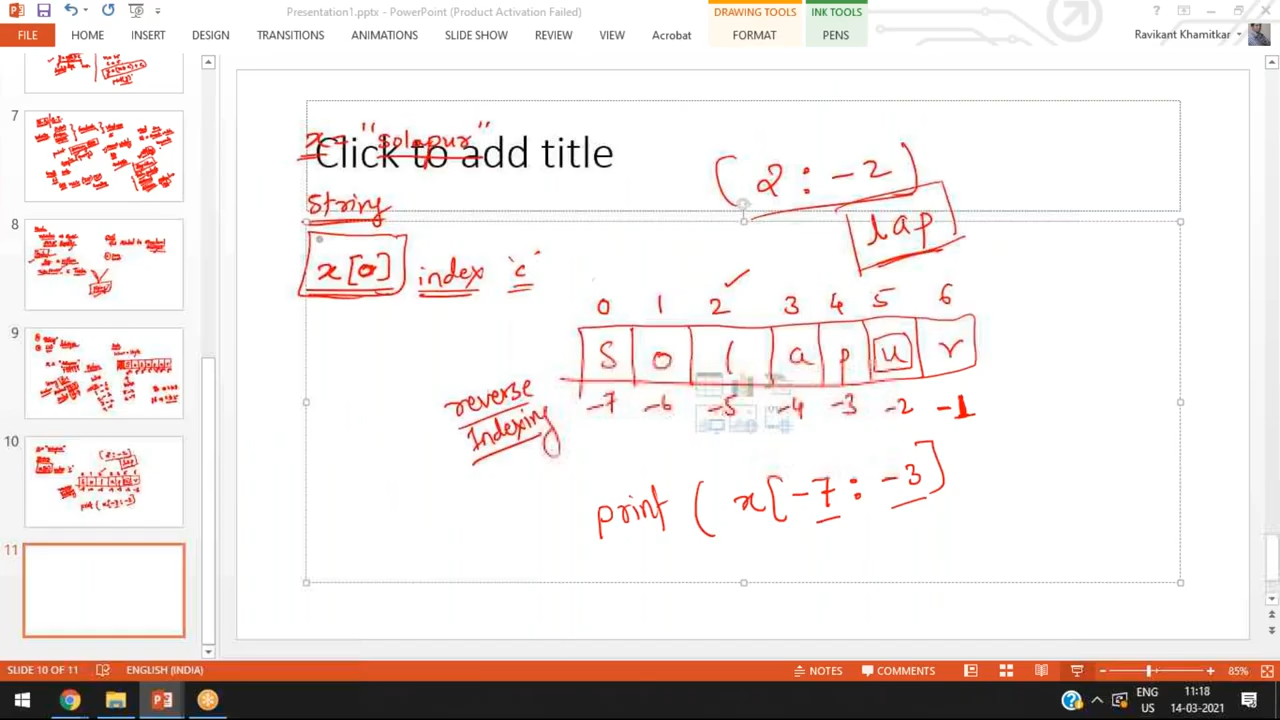 Presentation1.pptx - PowerPoint (Product Activation Failed)
DRAWING TOOLS
INK TOOLS
FILE HOME INSERT DESIGN TRANSITIONS ANIMATIONS SLIDE SHOW REVIEW VIEW Acrobat FORMAT PENS
Ravikant Khamitkar
7
8
9
10
11
x = "Solapur"
Click to add title
(2 : -2)
String
lap
x[0] index 'c'
0 1 2 3 4 5 6
S o l a p u r
-7 -6 -5 -4 -3 -2 -1
reverse
Indexing
print ( x[-7 : -3]
SLIDE 10 OF 11 ENGLISH (INDIA) NOTES COMMENTS 85%
ENG 11:18
US 14-03-2021